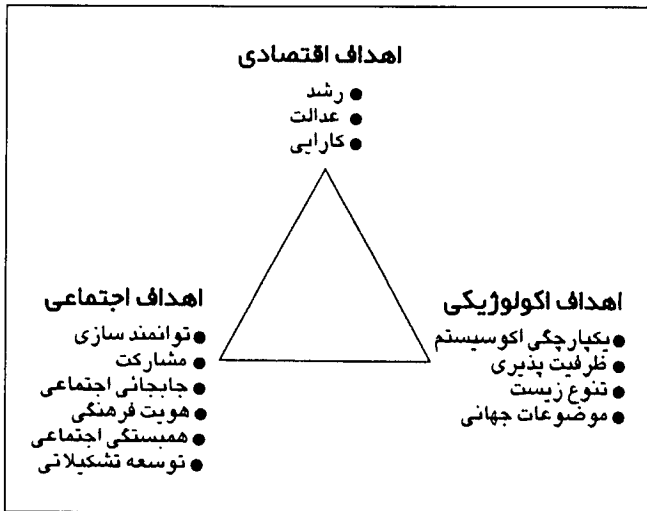 اهداف اقتصادی
● رشد
● عدالت
● کارایی
اهداف اکولوژیکی
● یکپارچگی اکوسیستم
● ظرفیت پذیری
● تنوع زیست
● موضوعات جهانی
اهداف اجتماعی
● توانمند سازی
● مشارکت
● جابجائی اجتماعی
● هویت فرهنگی
● همبستگی اجتماعی
● توسعه تشکیلاتی